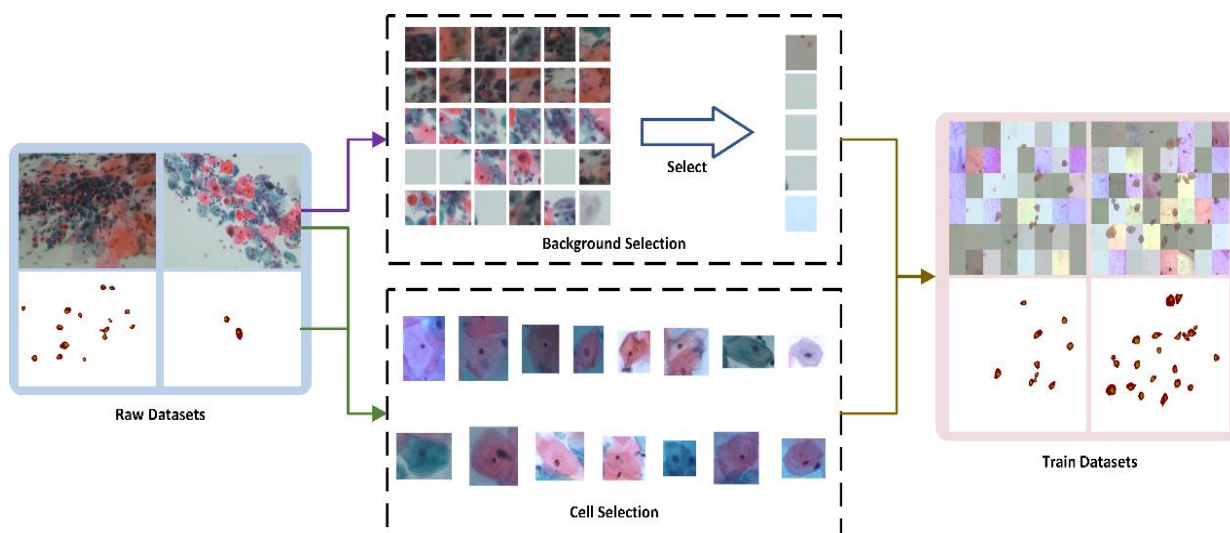 Select
Background Selection
Raw Datasets
Cell Selection
Train Datasets